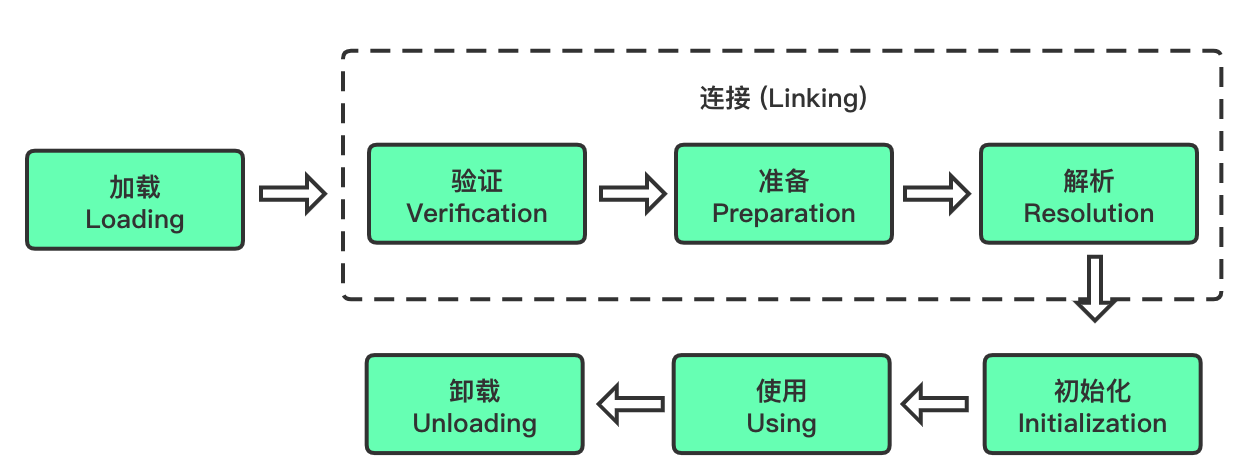 连接 (Linking)
加载
Loading
验证
Verification
准备
Preparation
解析
Resolution
初始化
Initialization
使用
Using
卸载
Unloading